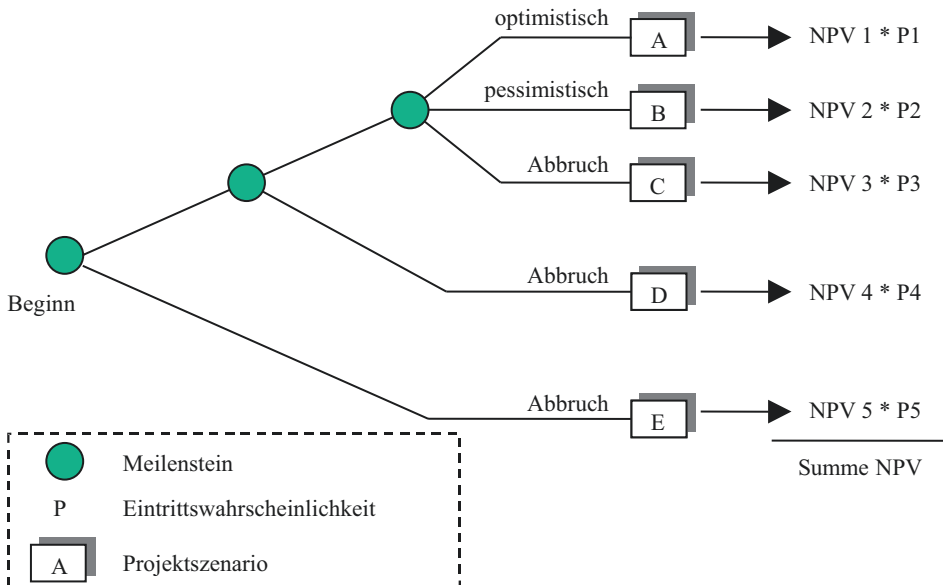 optimistisch A NPV 1 * P1
pessimistisch B NPV 2 * P2
Abbruch C NPV 3 * P3
Abbruch D NPV 4 * P4
Beginn
Abbruch E NPV 5 * P5
Summe NPV
Meilenstein
P Eintrittswahrscheinlichkeit
A Projektszenario